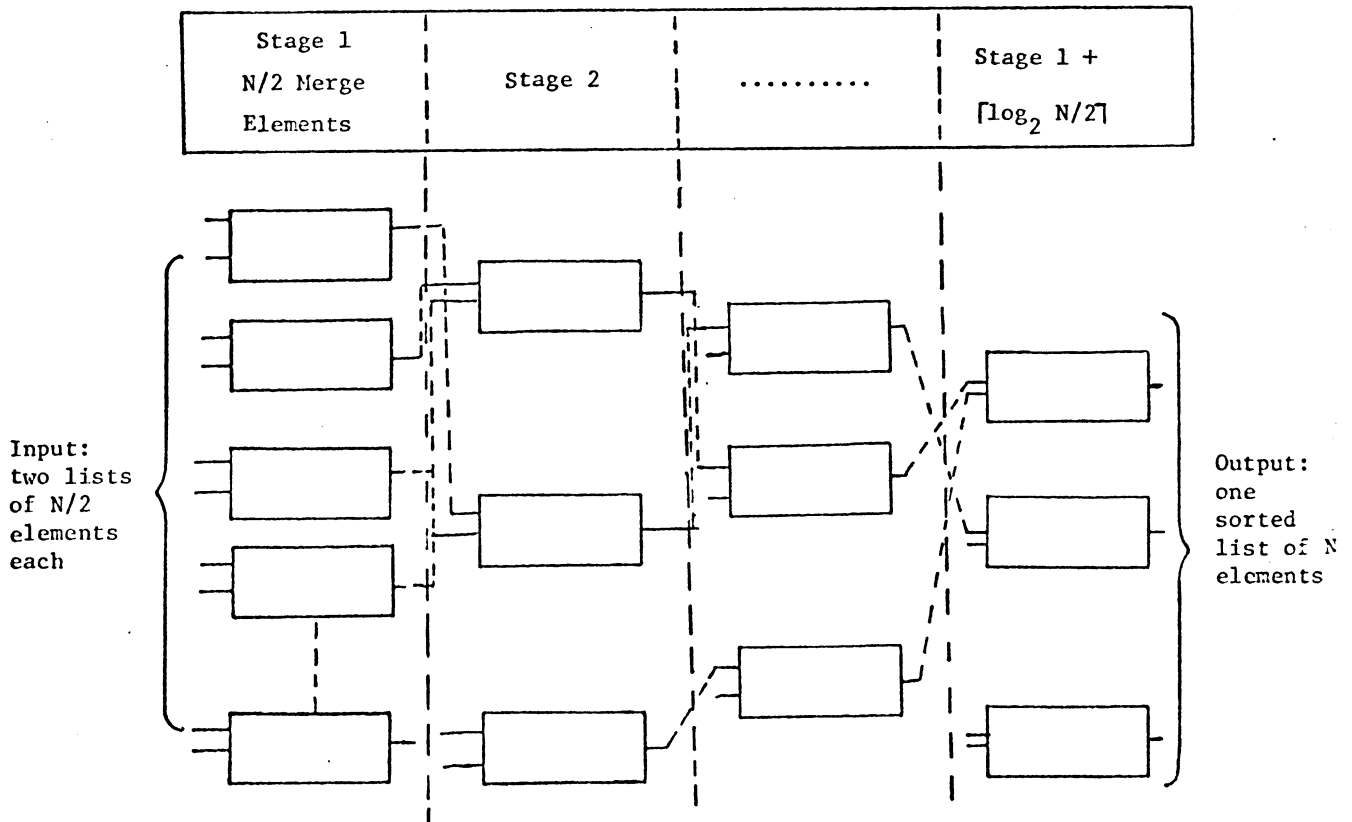 Stage 1
N/2 Merge
Elements
Stage 2
..........
Stage 1 +
⌈log₂ N/2⌉
Input:
two lists
of N/2
elements
each
Output:
one
sorted
list of N
elements